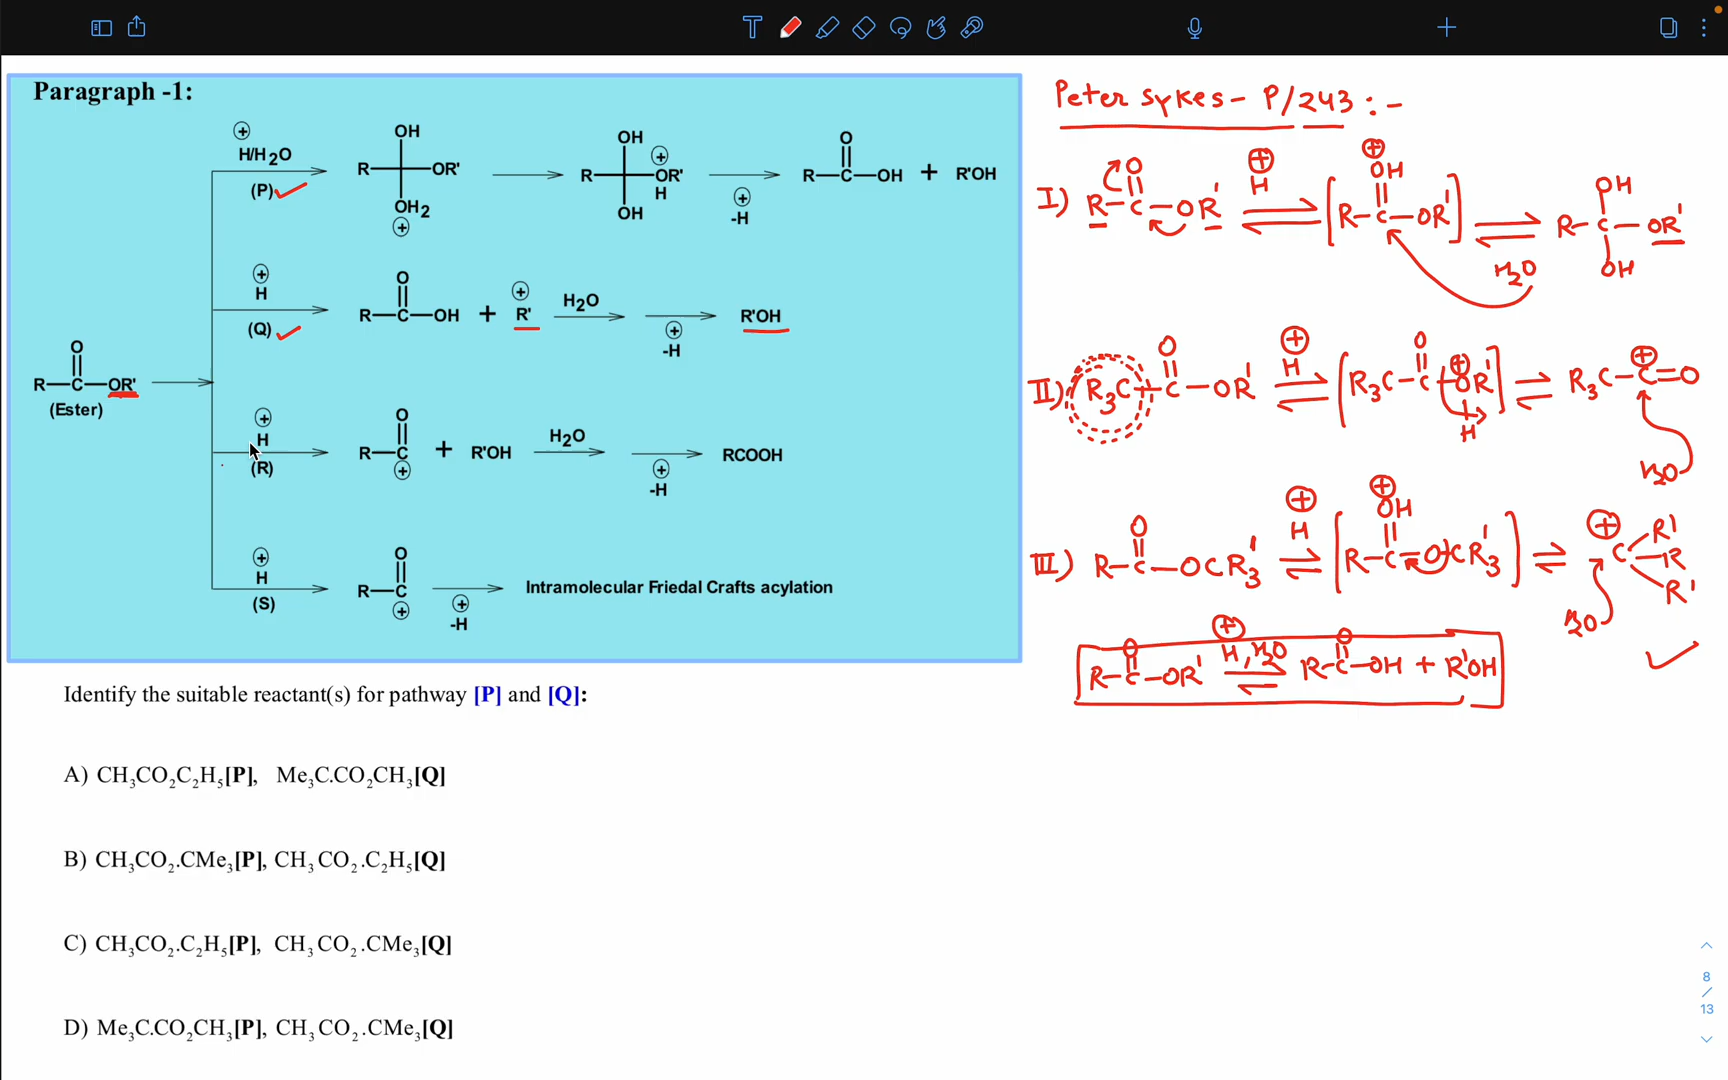 Paragraph -1:
⊕
H/H₂O
(P)
OH
R—OR'
OH₂
⊕
OH
⊕
R—OR'
H
OH
⊕
-H
O
R—C—OH + R'OH
⊕
H
(Q)
O
R—C—OH + R'
⊕
H₂O
⊕
-H
R'OH
O
R—C—OR'
(Ester)
⊕
H
(R)
O
R—C
⊕
+ R'OH
H₂O
⊕
-H
RCOOH
⊕
H
(S)
O
R—C
⊕
⊕
-H
Intramolecular Friedal Crafts acylation
Identify the suitable reactant(s) for pathway [P] and [Q]:
A) CH₃CO₂C₂H₅[P], Me₃C.CO₂CH₃[Q]
B) CH₃CO₂.CMe₃[P], CH₃CO₂.C₂H₅[Q]
C) CH₃CO₂.C₂H₅[P], CH₃CO₂.CMe₃[Q]
D) Me₃C.CO₂CH₃[P], CH₃CO₂.CMe₃[Q]
Peter Sykes - P/243 :-
I) R-C-OR'
O
⊕
H
⊕
OH
R-C-OR'
H₂O
OH
R-C-OR'
OH
II) R₃C-C-OR'
O
⊕
H
O
R₃C-C-OR'
⊕
H
R₃C-C=O
⊕
H₂O
III) R-C-OCR'₃
O
⊕
H
⊕
OH
R-C-OCR'₃
⊕
C
R'
R
R'
H₂O
O
R-C-OR'
⊕
H, H₂O
O
R-C-OH + R'OH
8
/
13